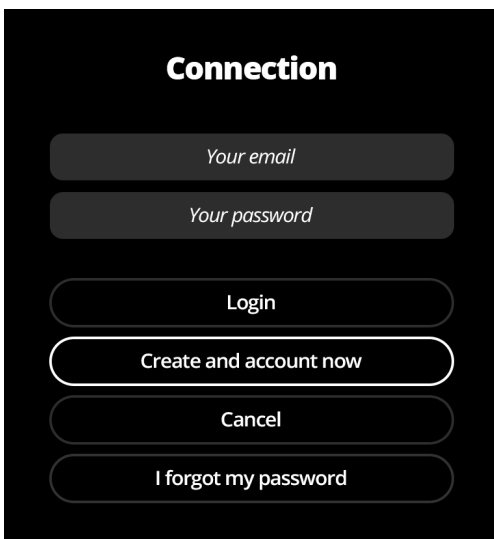 Connection
Your email
Your password
Login
Create and account now
Cancel
I forgot my password